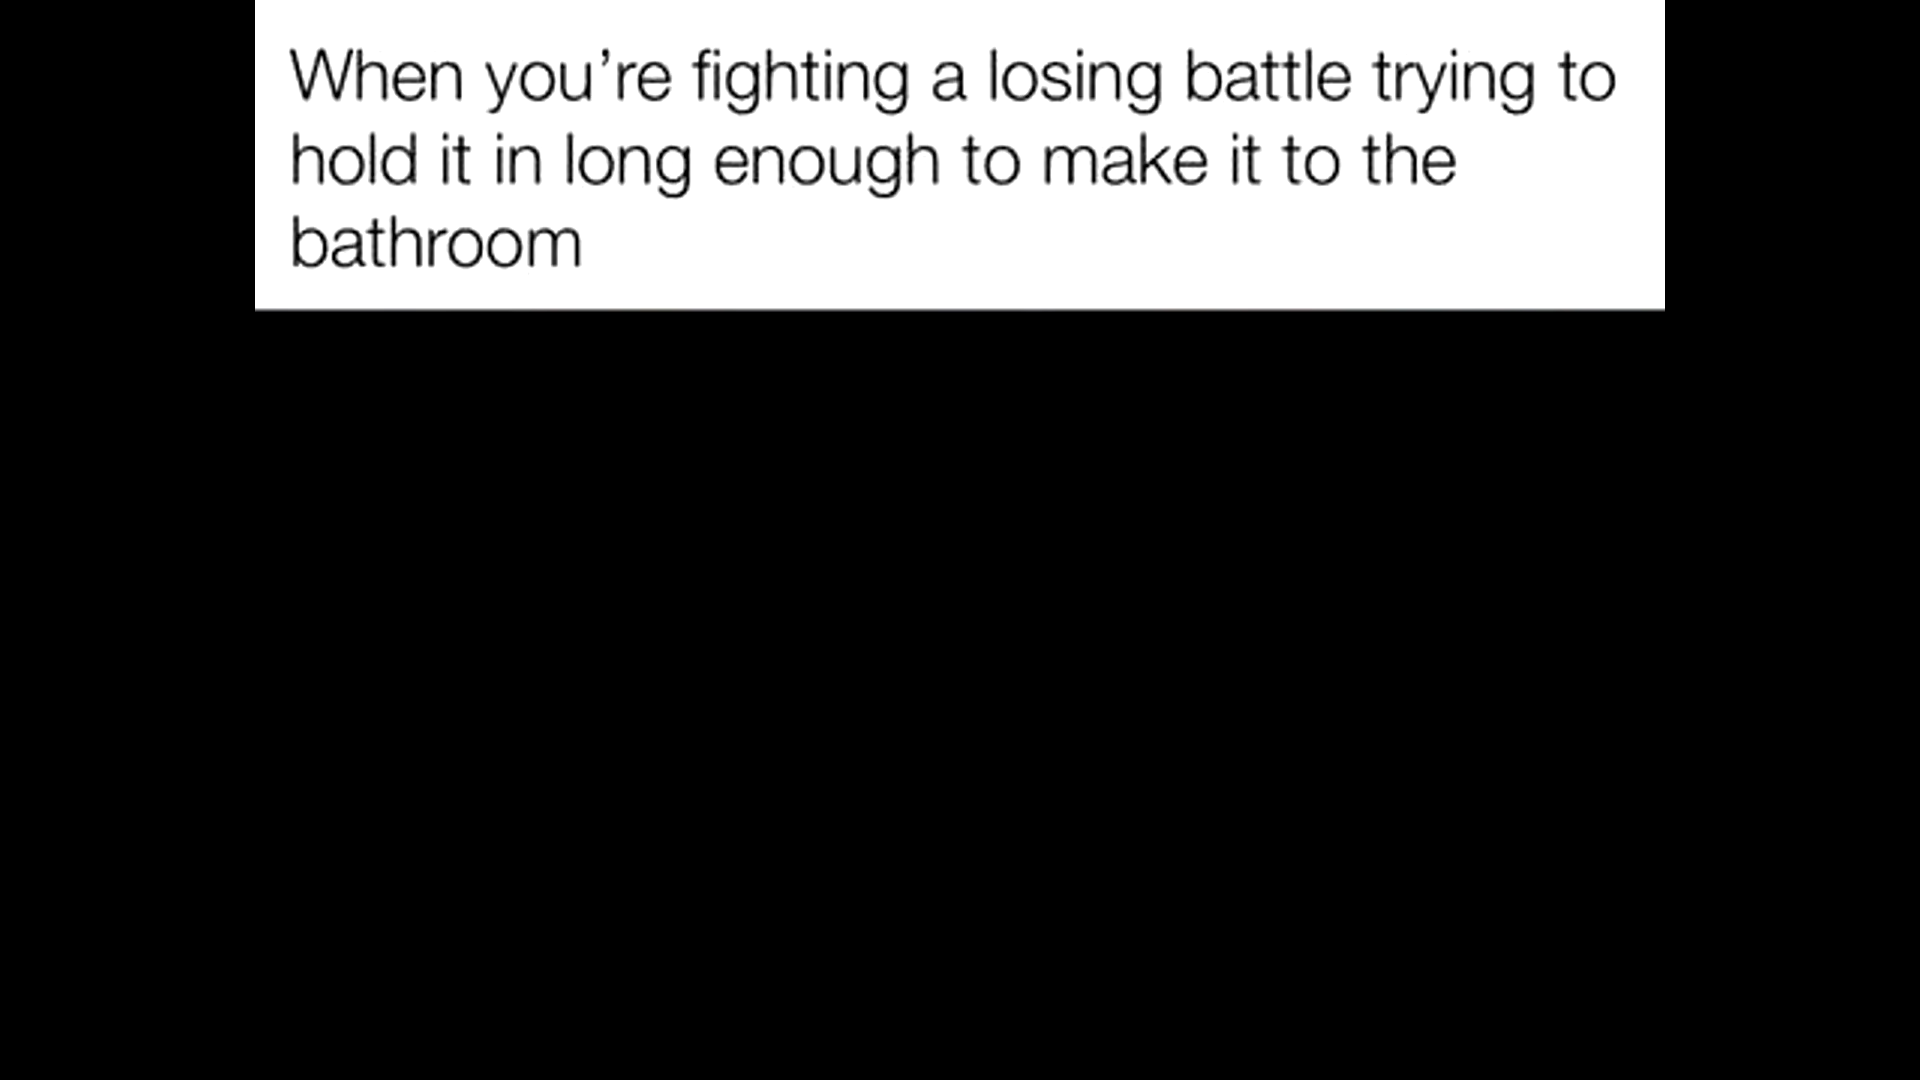 When you’re fighting a losing battle trying to
hold it in long enough to make it to the
bathroom